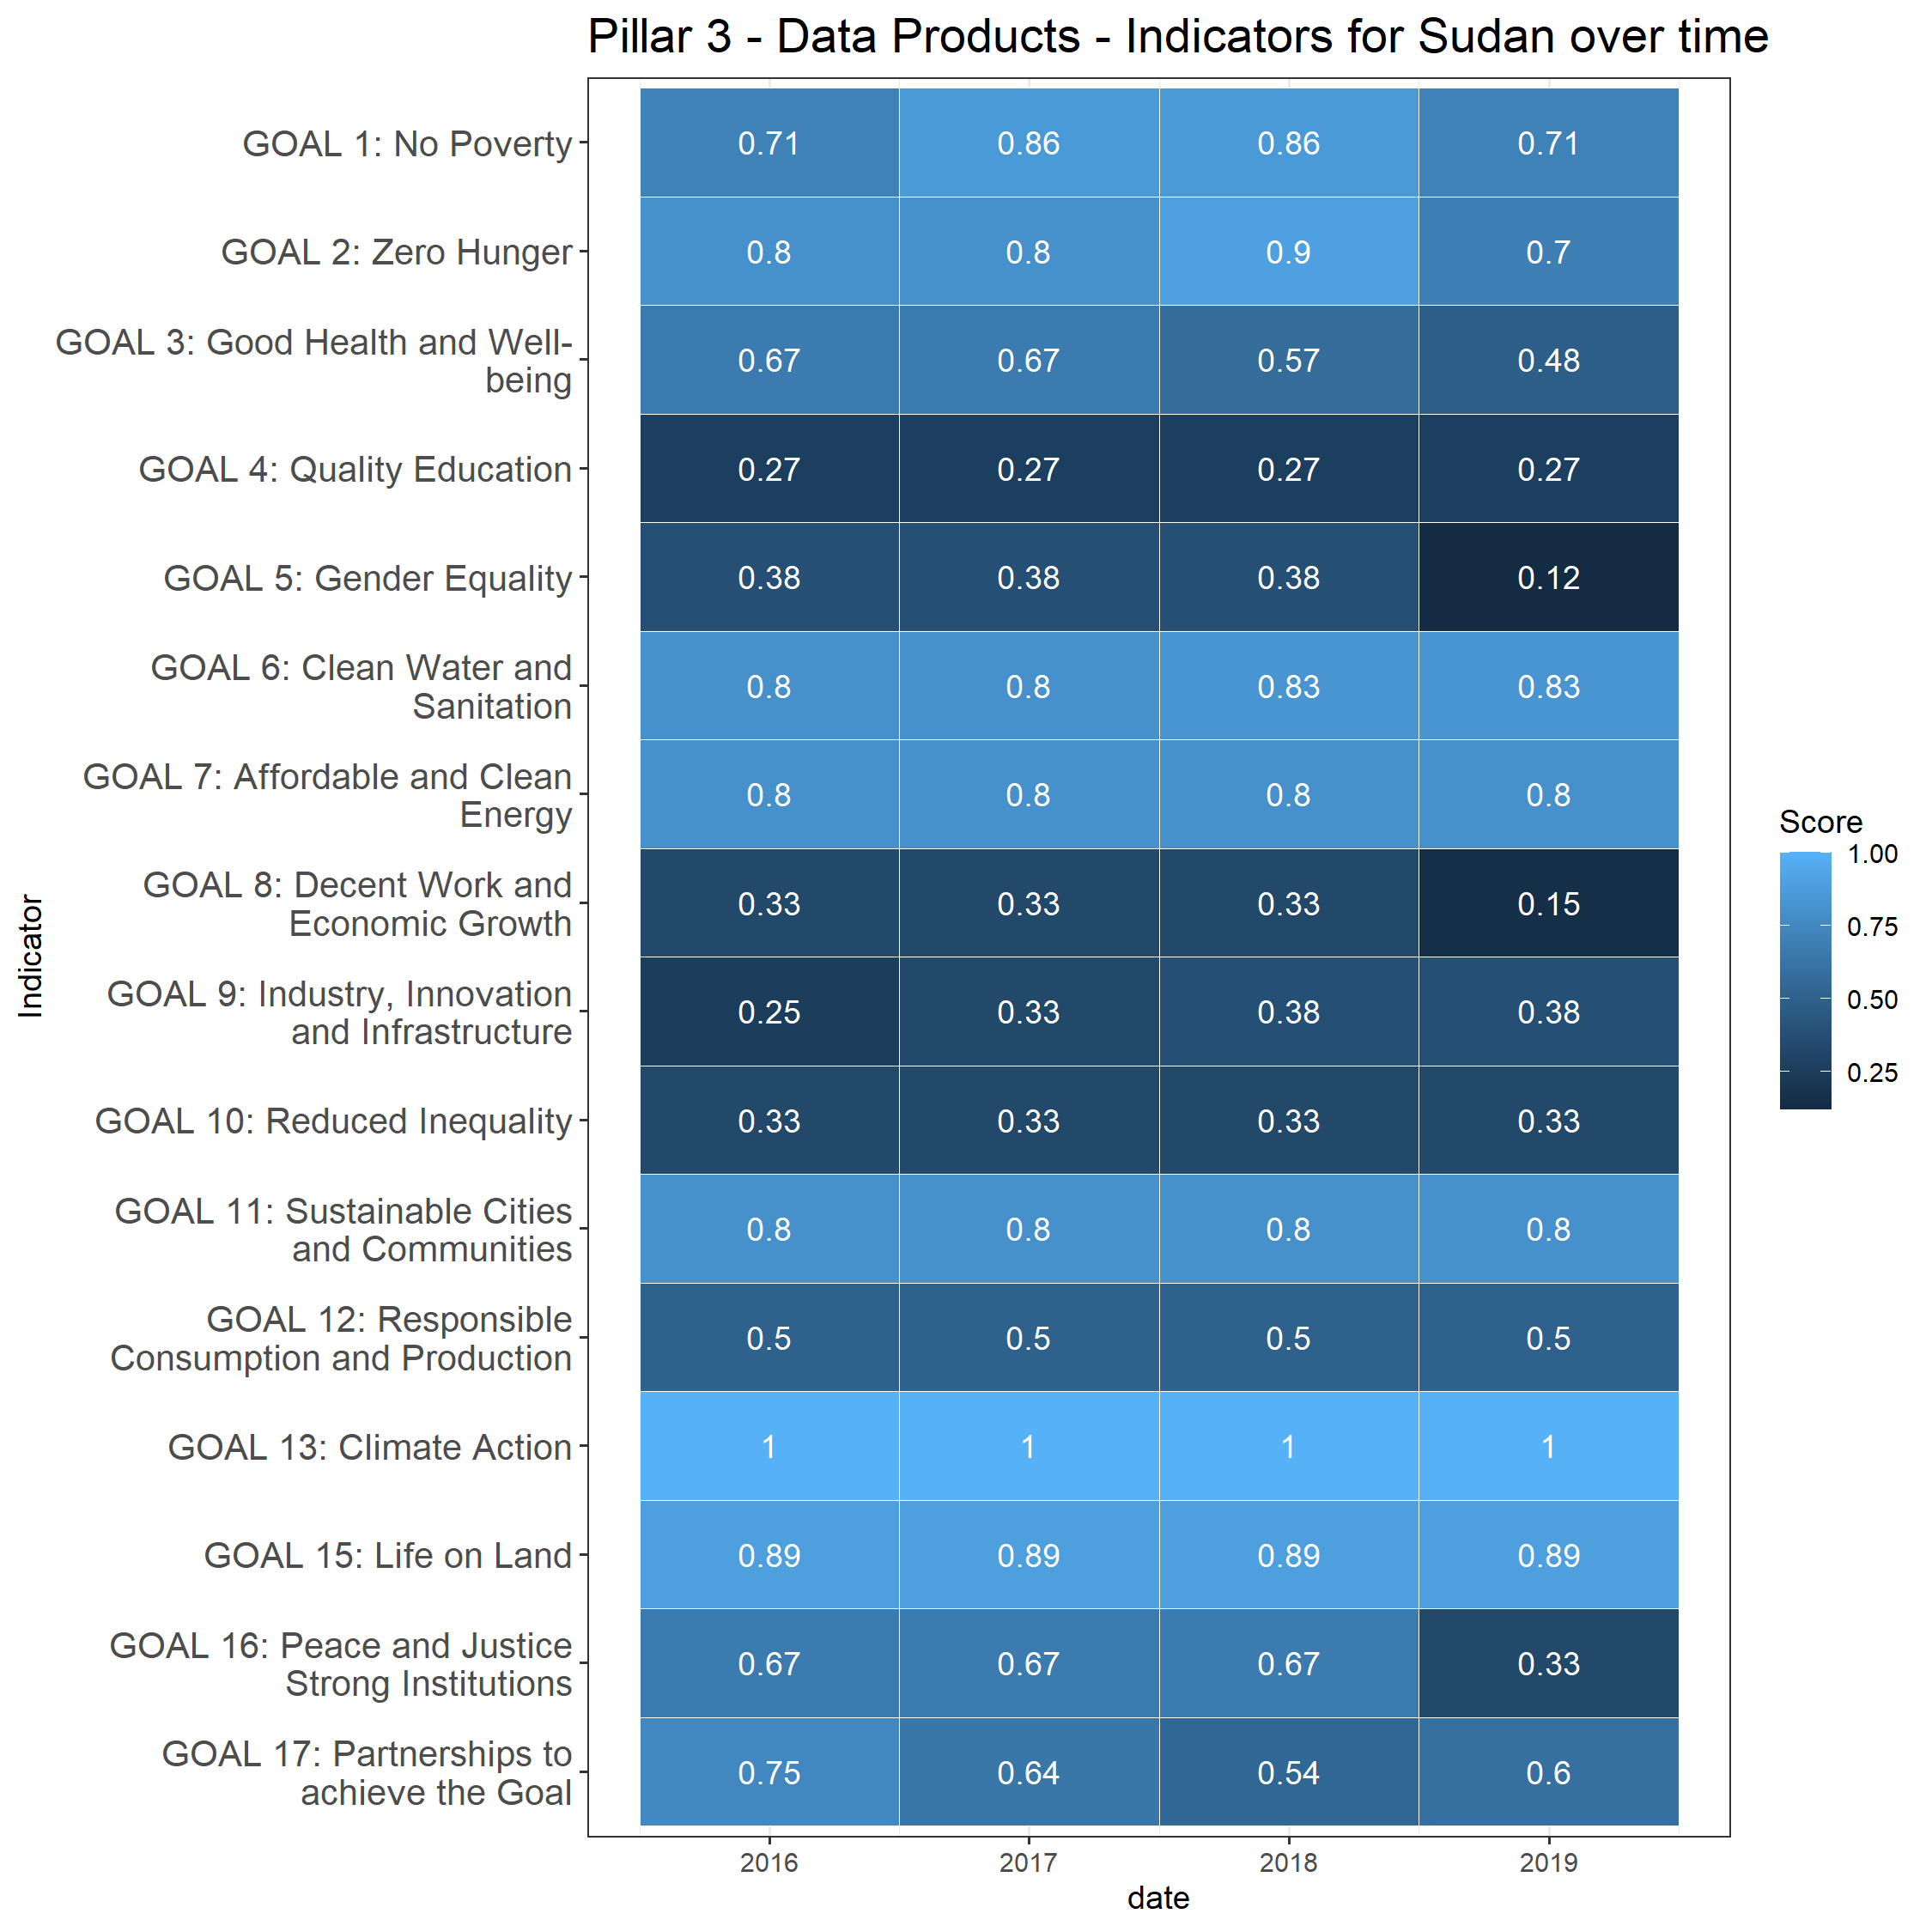 Pillar 3 - Data Products - Indicators for Sudan over time
GOAL 1: No Poverty
0.71 0.86 0.86 0.71
GOAL 2: Zero Hunger
0.8 0.8 0.9 0.7
GOAL 3: Good Health and Well-
being
0.67 0.67 0.57 0.48
GOAL 4: Quality Education
0.27 0.27 0.27 0.27
GOAL 5: Gender Equality
0.38 0.38 0.38 0.12
GOAL 6: Clean Water and
Sanitation
0.8 0.8 0.83 0.83
GOAL 7: Affordable and Clean
Energy
0.8 0.8 0.8 0.8
GOAL 8: Decent Work and
Economic Growth
0.33 0.33 0.33 0.15
GOAL 9: Industry, Innovation
and Infrastructure
0.25 0.33 0.38 0.38
GOAL 10: Reduced Inequality
0.33 0.33 0.33 0.33
GOAL 11: Sustainable Cities
and Communities
0.8 0.8 0.8 0.8
GOAL 12: Responsible
Consumption and Production
0.5 0.5 0.5 0.5
GOAL 13: Climate Action
1 1 1 1
GOAL 15: Life on Land
0.89 0.89 0.89 0.89
GOAL 16: Peace and Justice
Strong Institutions
0.67 0.67 0.67 0.33
GOAL 17: Partnerships to
achieve the Goal
0.75 0.64 0.54 0.6
2016 2017 2018 2019
date
Indicator
Score
1.00
0.75
0.50
0.25